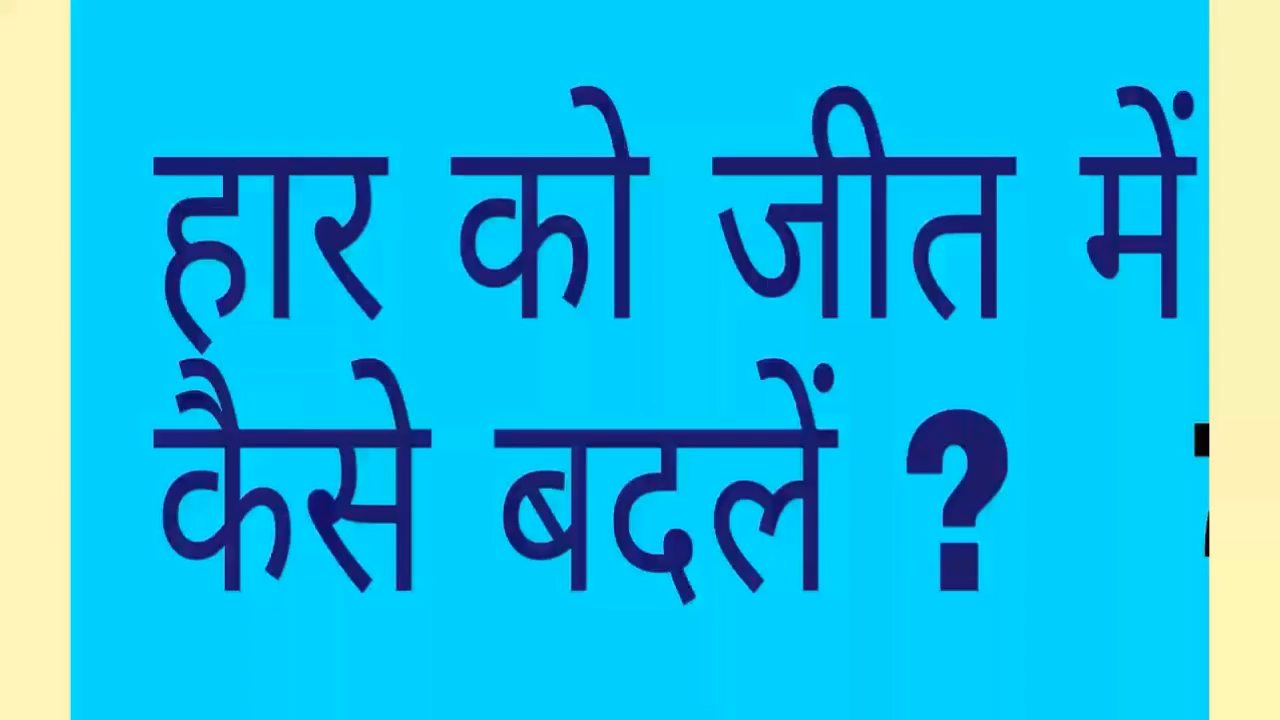 हार को जीत में
कैसे बदलें ?